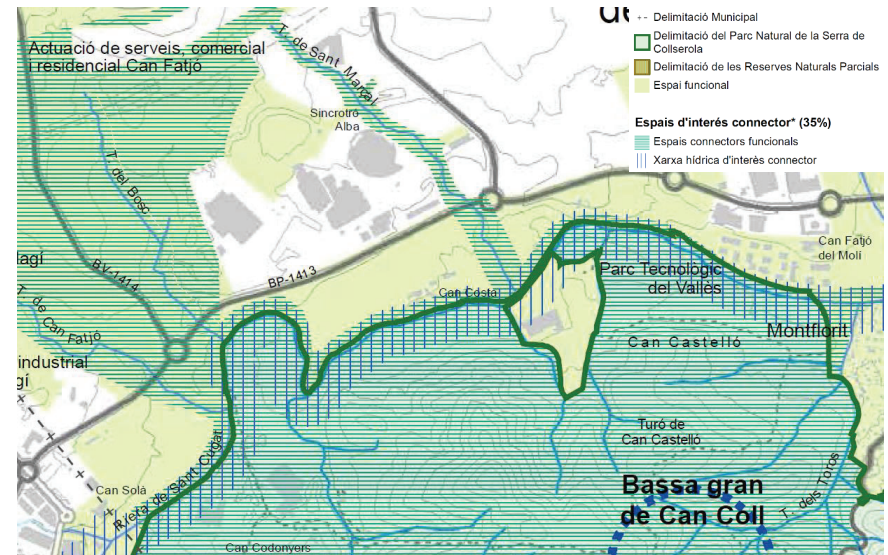 de
Delimitació Municipal
Delimitació del Parc Natural de la Serra de
Collserola
Delimitació de les Reserves Naturals Parcials
Espai funcional
Espais d'interés connector* (35%)
Espais connectors funcionals
Xarxa hídrica d'interés connector
Actuació de serveis, comercial
i residencial Can Fatjó
T. de Sant Marçal
Sincrotró
Alba
T. del Bosc
BV-1414
BP-1413
Can Fatjó
del Molí
Parc Tecnològic
del Vallès
Can Costa
Montflorit
Can Castelló
T. de Can Fatjó
industrial
Turó de
Can Castelló
Riera de Sant Cugat
Can Solà
Bassa gran
de Can Coll
T. dels Toros
Can Codonyers